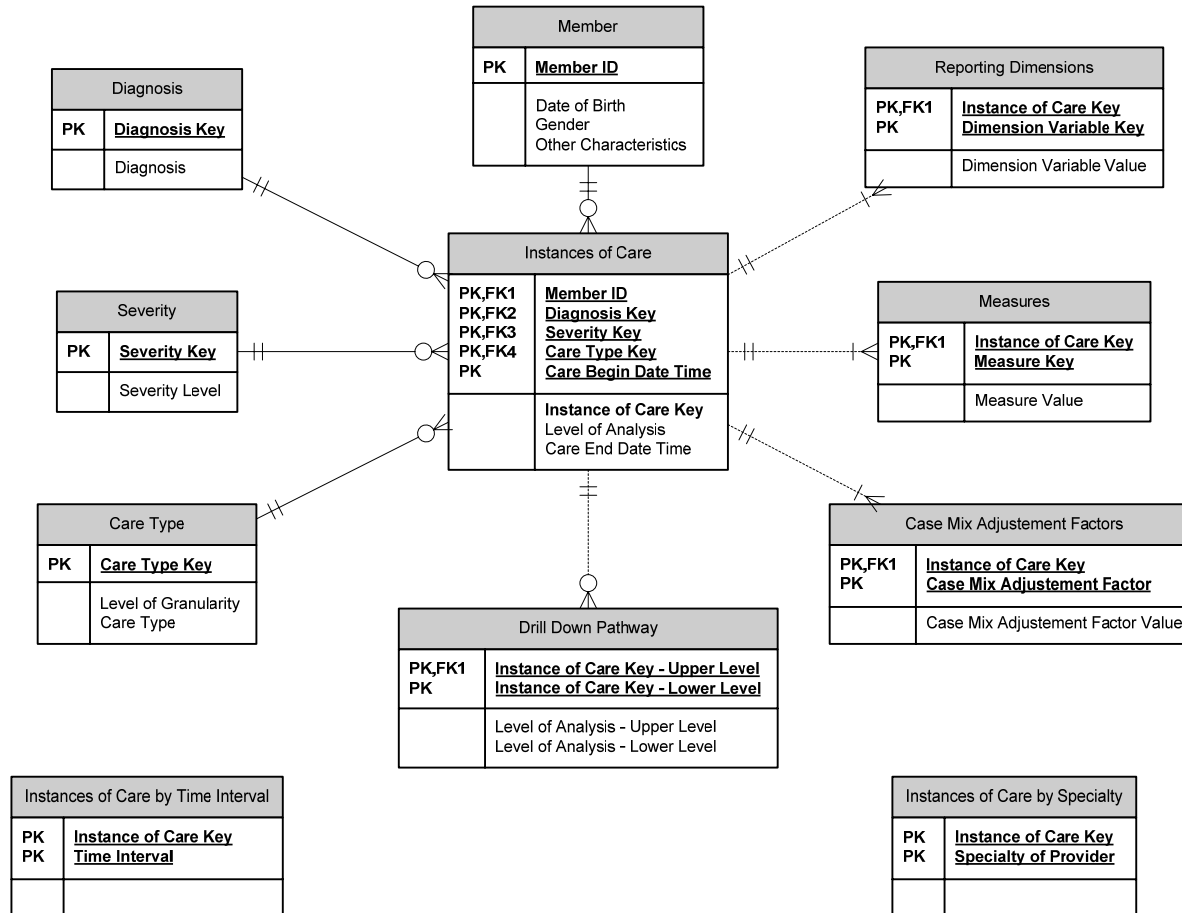 Member
PK Member ID
Date of Birth
Gender
Other Characteristics
Diagnosis
PK Diagnosis Key
Diagnosis
Reporting Dimensions
PK,FK1 Instance of Care Key
PK Dimension Variable Key
Dimension Variable Value
Instances of Care
PK,FK1 Member ID
PK,FK2 Diagnosis Key
PK,FK3 Severity Key
PK,FK4 Care Type Key
PK Care Begin Date Time
Instance of Care Key
Level of Analysis
Care End Date Time
Severity
PK Severity Key
Severity Level
Measures
PK,FK1 Instance of Care Key
PK Measure Key
Measure Value
Care Type
PK Care Type Key
Level of Granularity
Care Type
Case Mix Adjustement Factors
PK,FK1 Instance of Care Key
PK Case Mix Adjustement Factor
Case Mix Adjustement Factor Value
Drill Down Pathway
PK,FK1 Instance of Care Key - Upper Level
PK Instance of Care Key - Lower Level
Level of Analysis - Upper Level
Level of Analysis - Lower Level
Instances of Care by Time Interval
PK Instance of Care Key
PK Time Interval
Instances of Care by Specialty
PK Instance of Care Key
PK Specialty of Provider